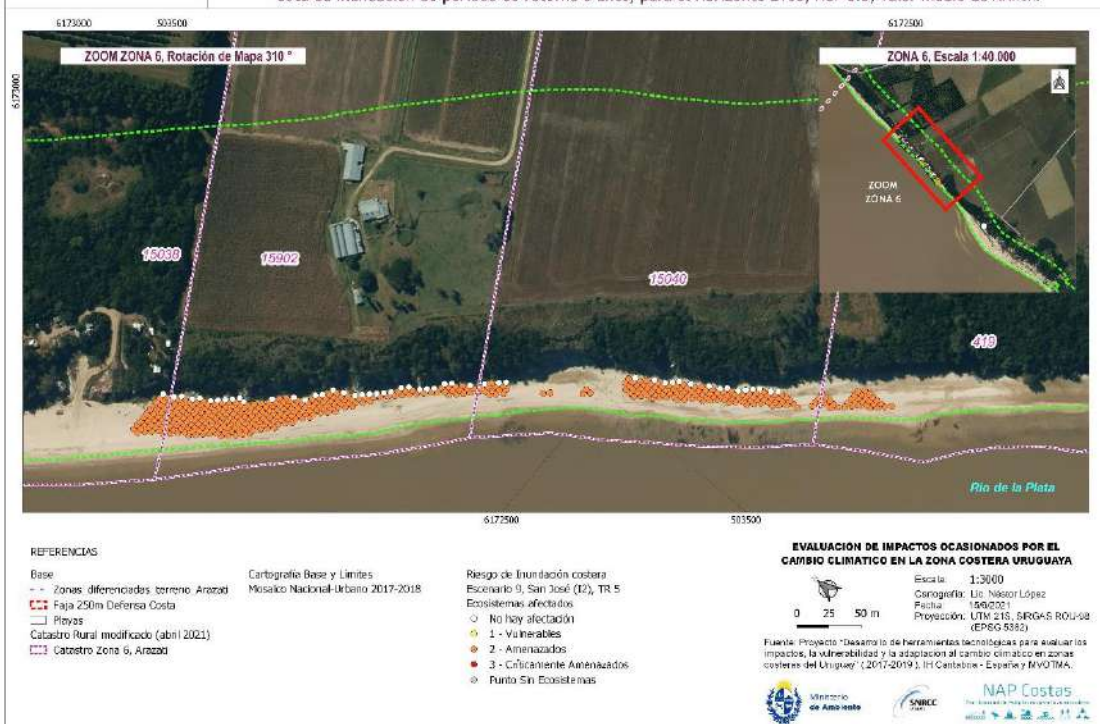 6173000
503500
6172500
6173000
ZOOM ZONA 6, Rotación de Mapa 310 °
ZONA 6, Escala 1:40.000
ZOOM
ZONA 6
15038
15902
15040
419
Río de la Plata
6172500
503500
REFERENCIAS
Base
Zonas diferenciadas terreno Arazatí
Faja 250m Defensa Costa
Playas
Catastro Rural modificado (abril 2021)
Catastro Zona 6, Arazatí
Cartografía Base y Límites
Mosaico Nacional-Urbano 2017-2018
Riesgo de Inundación costera
Escenario 9, San José (I2), TR 5
Ecosistemas afectados
No hay afectación
1 - Vulnerables
2 - Amenazados
3 - Críticamente Amenazados
Punto Sin Ecosistemas
EVALUACION DE IMPACTOS OCASIONADOS POR EL
CAMBIO CLIMATICO EN LA ZONA COSTERA URUGUAYA
0 25 50 m
Escala: 1:3000
Cartografía: Lic. Néstor López
Fecha: 15/6/2021
Proyección: UTM 21S, SIRGAS ROU-98
(EPSG 5382)
Fuente: Proyecto "Desarrollo de herramientas tecnológicas para evaluar los
impactos, la vulnerabilidad y la adaptación al cambio climático en zonas
costeras del Uruguay" (2017-2019). IH Cantabria - España y MVOTMA.
Ministerio
de Ambiente
SNRCC
NAP Costas